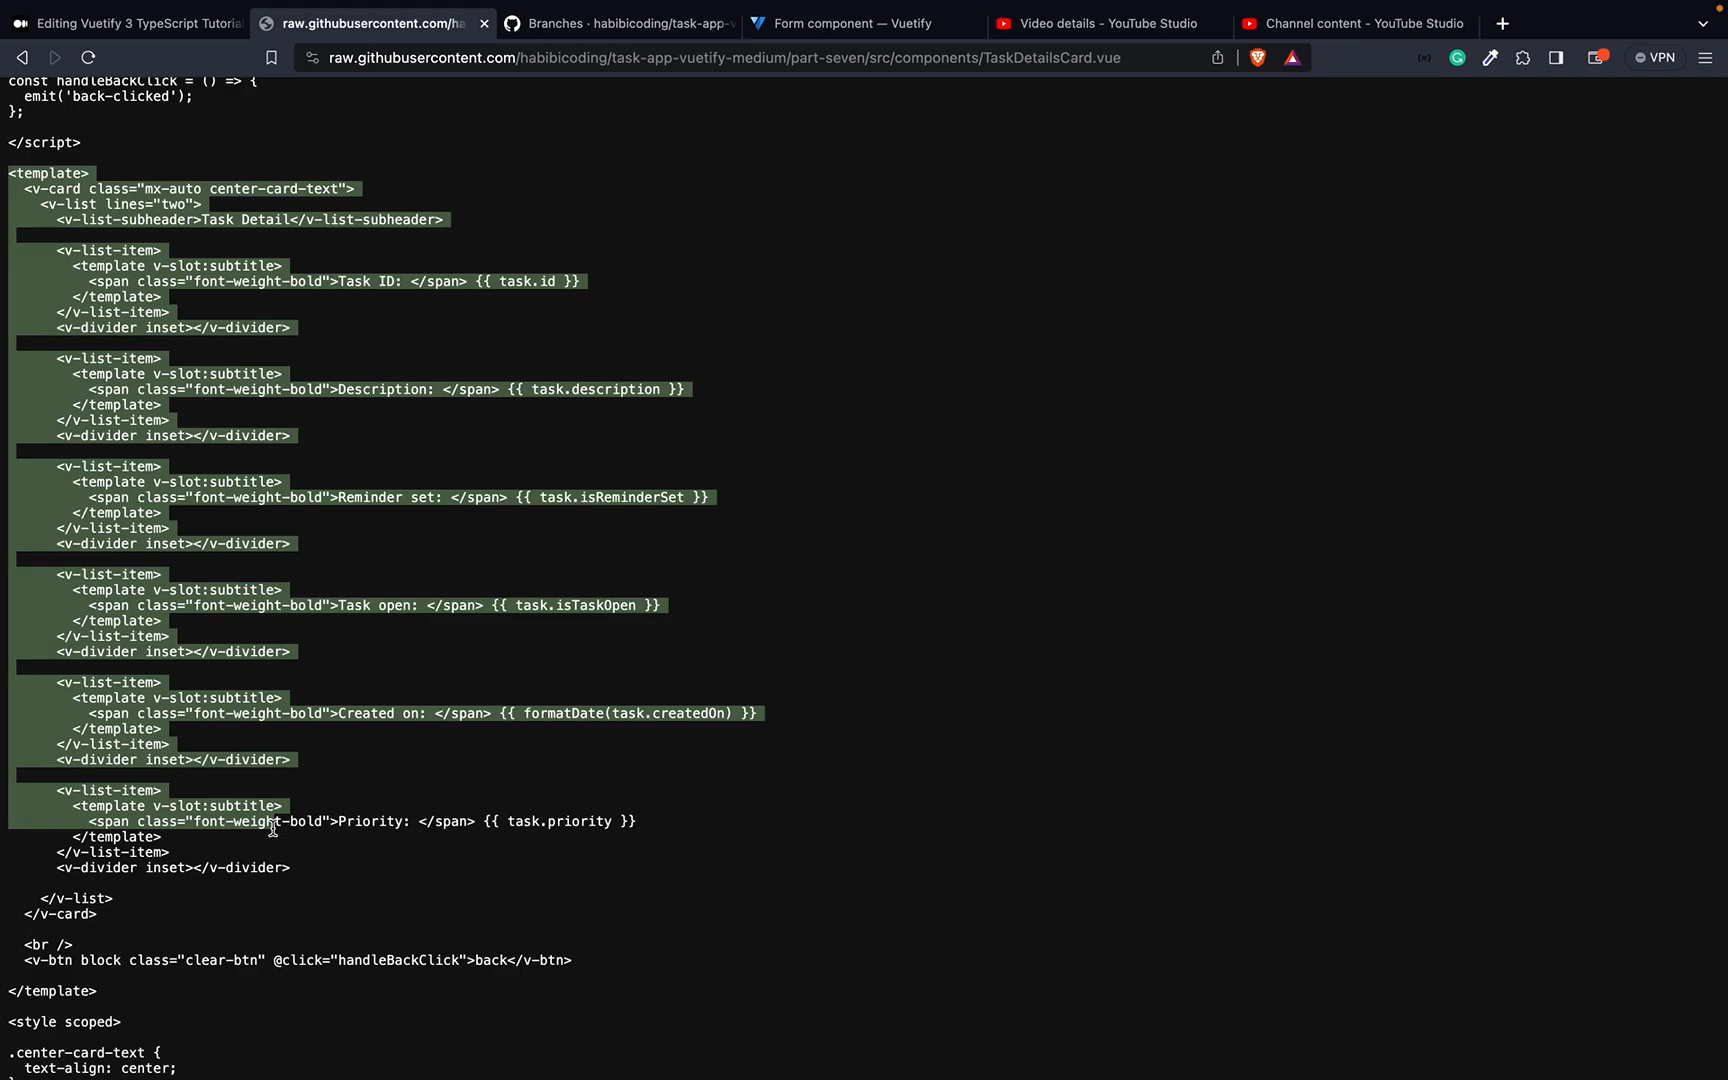 Editing Vuetify 3 TypeScript Tutoria
raw.githubusercontent.com/ha
Branches · habibicoding/task-app-v
Form component — Vuetify
Video details - YouTube Studio
Channel content - YouTube Studio
raw.githubusercontent.com/habibicoding/task-app-vuetify-medium/part-seven/src/components/TaskDetailsCard.vue
VPN
const handleBackClick = () => {
  emit('back-clicked');
};
</script>
<template>
  <v-card class="mx-auto center-card-text">
    <v-list lines="two">
      <v-list-subheader>Task Detail</v-list-subheader>
      <v-list-item>
        <template v-slot:subtitle>
          <span class="font-weight-bold">Task ID: </span> {{ task.id }}
        </template>
      </v-list-item>
      <v-divider inset></v-divider>
      <v-list-item>
        <template v-slot:subtitle>
          <span class="font-weight-bold">Description: </span> {{ task.description }}
        </template>
      </v-list-item>
      <v-divider inset></v-divider>
      <v-list-item>
        <template v-slot:subtitle>
          <span class="font-weight-bold">Reminder set: </span> {{ task.isReminderSet }}
        </template>
      </v-list-item>
      <v-divider inset></v-divider>
      <v-list-item>
        <template v-slot:subtitle>
          <span class="font-weight-bold">Task open: </span> {{ task.isTaskOpen }}
        </template>
      </v-list-item>
      <v-divider inset></v-divider>
      <v-list-item>
        <template v-slot:subtitle>
          <span class="font-weight-bold">Created on: </span> {{ formatDate(task.createdOn) }}
        </template>
      </v-list-item>
      <v-divider inset></v-divider>
      <v-list-item>
        <template v-slot:subtitle>
          <span class="font-weight-bold">Priority: </span> {{ task.priority }}
        </template>
      </v-list-item>
      <v-divider inset></v-divider>
    </v-list>
  </v-card>
  <br />
  <v-btn block class="clear-btn" @click="handleBackClick">back</v-btn>
</template>
<style scoped>
.center-card-text {
  text-align: center;